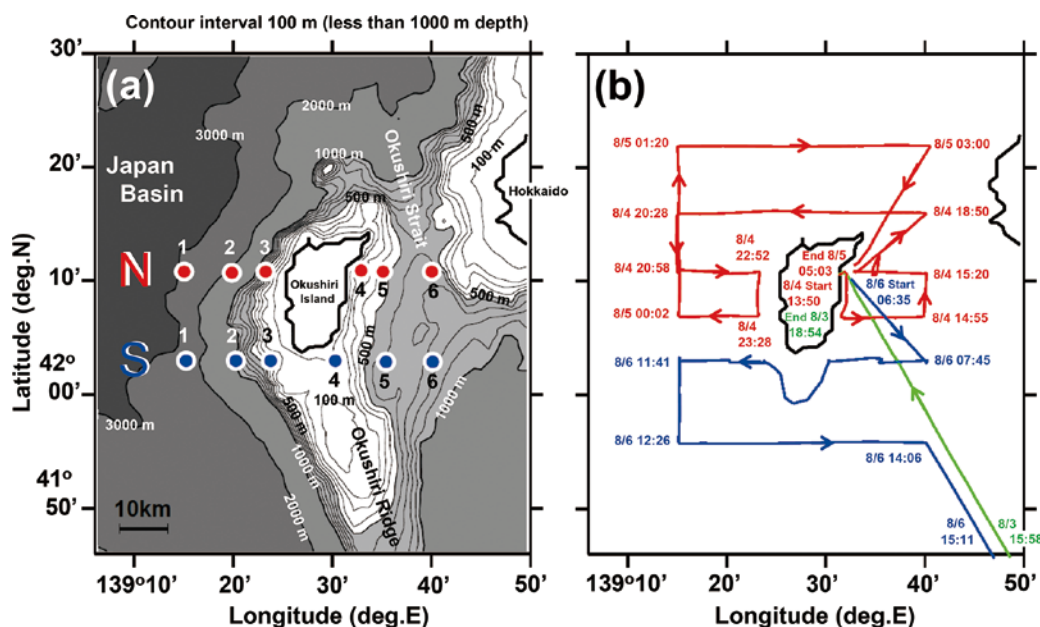 Contour interval 100 m (less than 1000 m depth)
(a)
30'
20'
10'
42º
00'
41º
50'
Latitude (deg.N)
2000 m
3000 m
1000 m
500 m
100 m
500 m
Okushiri Strait
Japan
Basin
Hokkaido
N
1
2
3
4
5
6
Okushiri
Island
500 m
500 m
S
1
2
3
4
5
6
100 m
1000 m
3000 m
500 m
1000 m
2000 m
Okushiri Ridge
10km
139º10'
20'
30'
40'
50'
Longitude (deg.E)
(b)
8/5 01:20
8/5 03:00
8/4 20:28
8/4 18:50
8/4
22:52
8/4 20:58
End 8/5
05:03
8/4 Start
13:50
End 8/3
18:54
8/6 Start
06:35
8/4 15:20
8/5 00:02
8/4
23:28
8/4 14:55
8/6 11:41
8/6 07:45
8/6 12:26
8/6 14:06
8/6
15:11
8/3
15:58
139º10'
20'
30'
40'
50'
Longitude (deg.E)